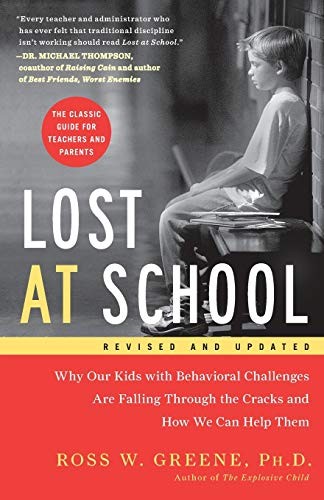 "Every teacher and administrator who
has ever felt that traditional discipline
isn't working should read Lost at School."
—DR. MICHAEL THOMPSON,
coauthor of Raising Cain and author
of Best Friends, Worst Enemies
THE CLASSIC
GUIDE FOR
TEACHERS AND
PARENTS
LOST
AT SCHOOL
REVISED AND UPDATED
Why Our Kids with Behavioral Challenges
Are Falling Through the Cracks and
How We Can Help Them
ROSS W. GREENE, PH.D.
Author of The Explosive Child